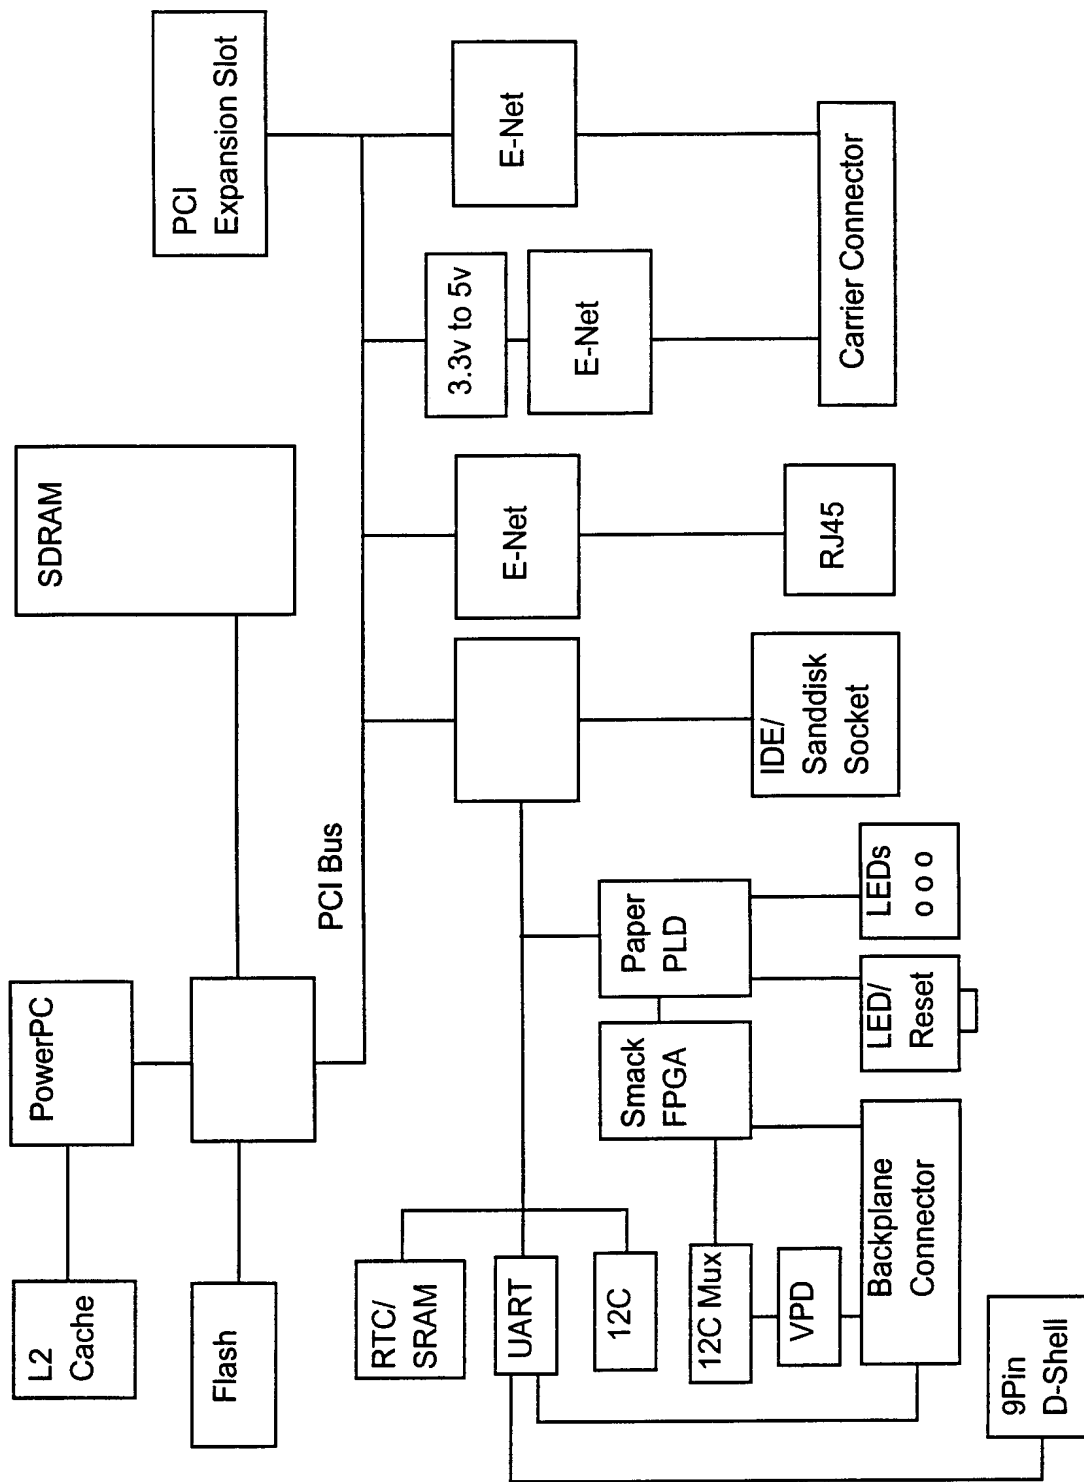 L2
Cache
PowerPC
SDRAM
PCI
Expansion Slot
Flash
PCI Bus
RTC/
SRAM
UART
12C
3.3v to 5v
E-Net
E-Net
E-Net
12C Mux
VPD
Smack
FPGA
Paper
PLD
IDE/
Sanddisk
Socket
RJ45
Carrier Connector
Backplane
Connector
LED/
Reset
LEDs
o o o
9Pin
D-Shell